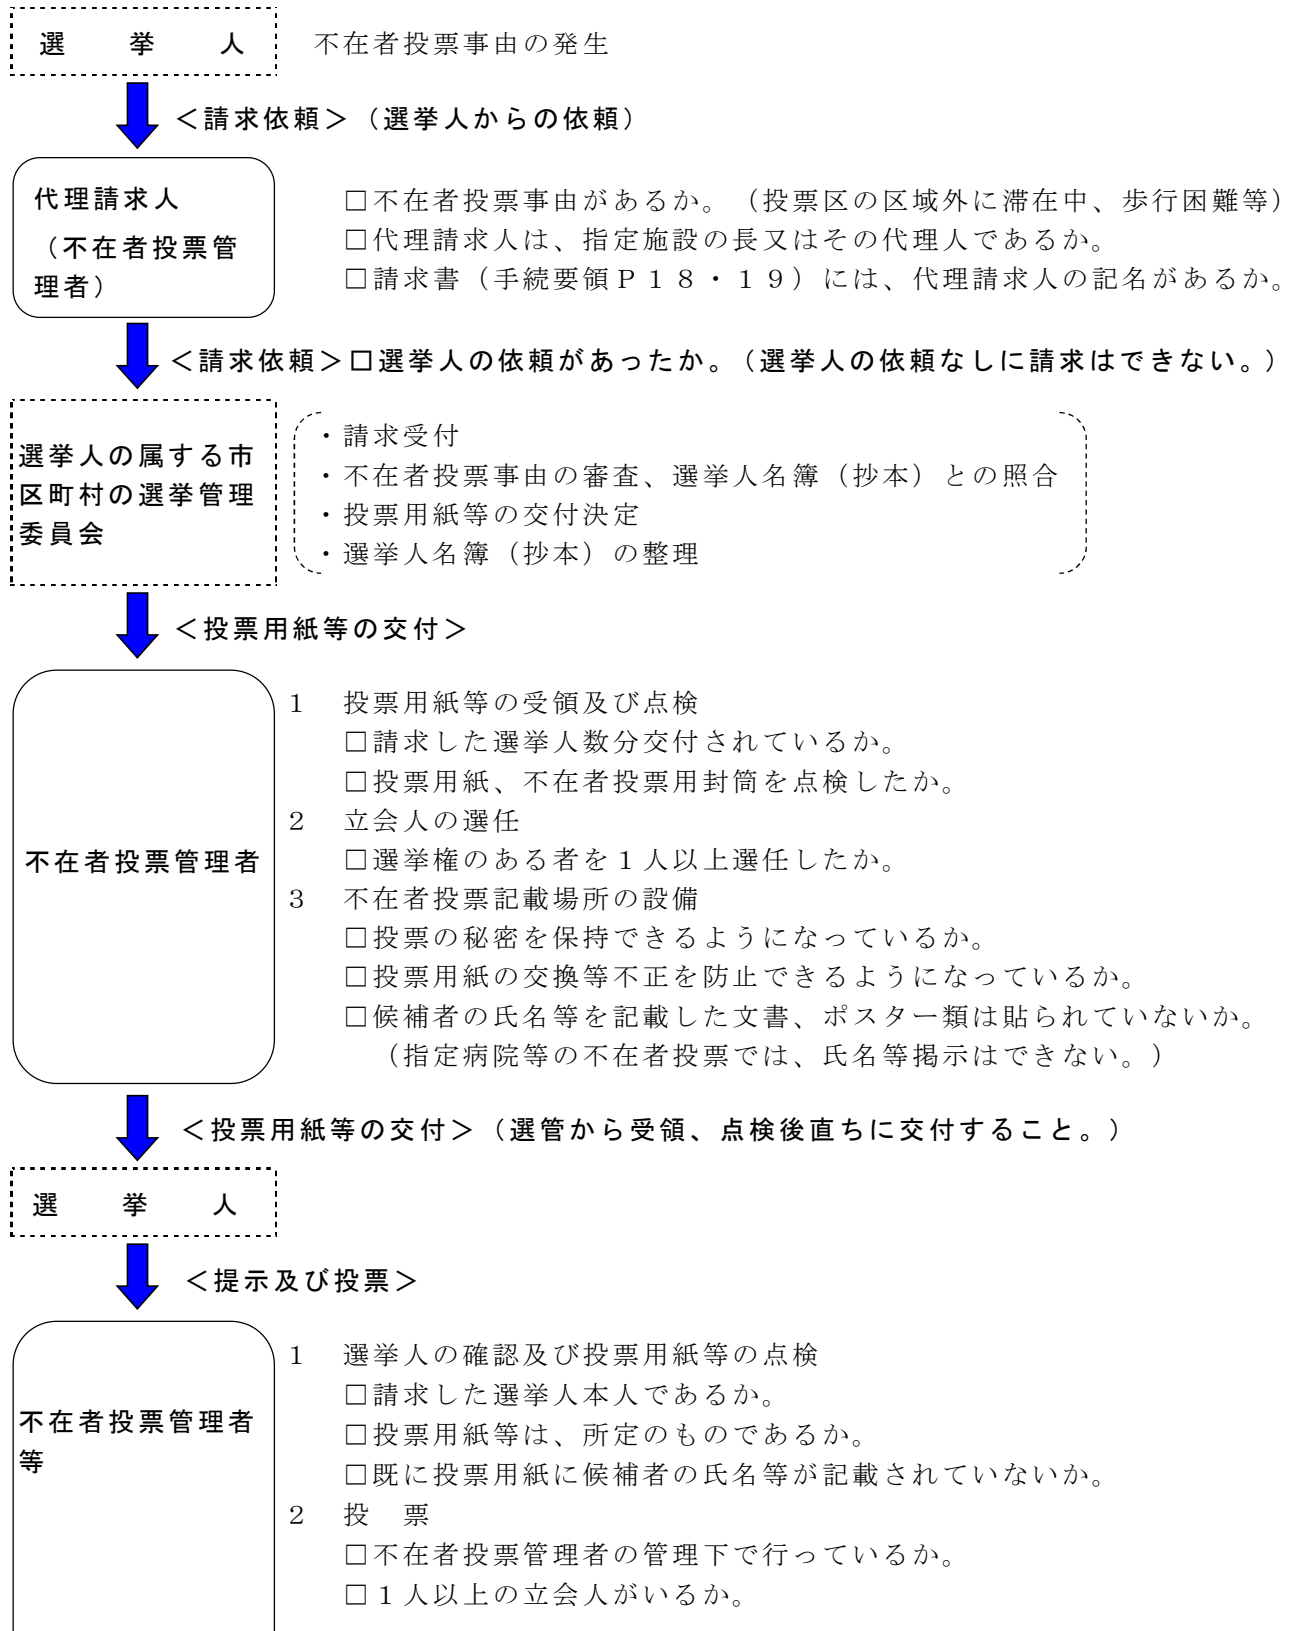 選　挙　人　不在者投票事由の発生
＜請求依頼＞（選挙人からの依頼）
代理請求人
（不在者投票管
理者）
□不在者投票事由があるか。（投票区の区域外に滞在中、歩行困難等）
□代理請求人は、指定施設の長又はその代理人であるか。
□請求書（手続要領Ｐ１８・１９）には、代理請求人の記名があるか。
＜請求依頼＞□選挙人の依頼があったか。（選挙人の依頼なしに請求はできない。）
選挙人の属する市
区町村の選挙管理
委員会
・請求受付
・不在者投票事由の審査、選挙人名簿（抄本）との照合
・投票用紙等の交付決定
・選挙人名簿（抄本）の整理
＜投票用紙等の交付＞
不在者投票管理者
１　投票用紙等の受領及び点検
□請求した選挙人数分交付されているか。
□投票用紙、不在者投票用封筒を点検したか。
２　立会人の選任
□選挙権のある者を１人以上選任したか。
３　不在者投票記載場所の設備
□投票の秘密を保持できるようになっているか。
□投票用紙の交換等不正を防止できるようになっているか。
□候補者の氏名等を記載した文書、ポスター類は貼られていないか。
（指定病院等の不在者投票では、氏名等掲示はできない。）
＜投票用紙等の交付＞（選管から受領、点検後直ちに交付すること。）
選　挙　人
＜提示及び投票＞
不在者投票管理者
等
１　選挙人の確認及び投票用紙等の点検
□請求した選挙人本人であるか。
□投票用紙等は、所定のものであるか。
□既に投票用紙に候補者の氏名等が記載されていないか。
２　投　票
□不在者投票管理者の管理下で行っているか。
□１人以上の立会人がいるか。